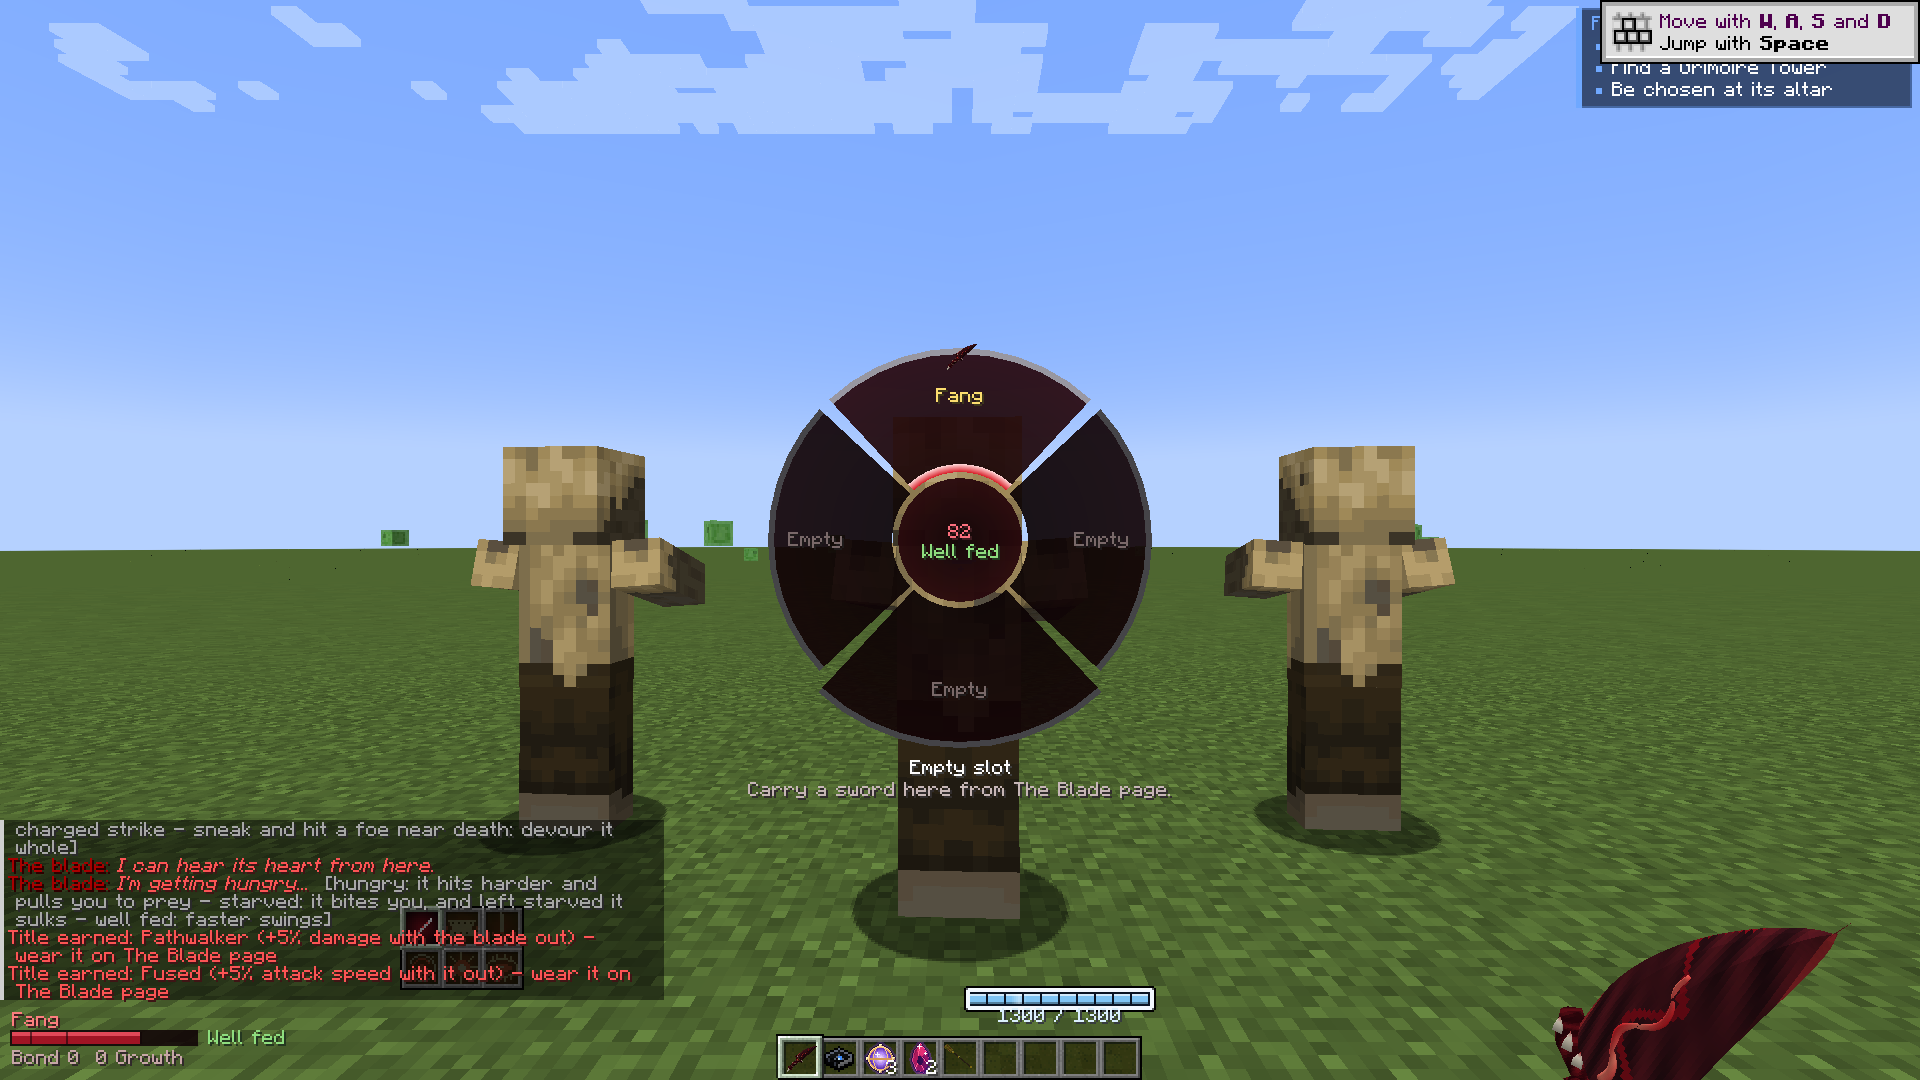 Move with W, A, S and D
Jump with Space
Find a Grimoire Tower
Be chosen at its altar
Fang
Empty
82
Well fed
Empty
Empty
Empty slot
Carry a sword here from The Blade page.
charged strike – sneak and hit a foe near death: devour it
whole]
The blade: I can hear its heart from here.
The blade: I'm getting hungry… [hungry: it hits harder and
pulls you to prey – starved: it bites you, and left starved it
sulks – well fed: faster swings]
Title earned: Pathwalker (+5% damage with the blade out) –
wear it on The Blade page
Title earned: Fused (+5% attack speed with it out) – wear it on
The Blade page
Fang
Well fed
Bond 0 0 Growth
1300 / 1300
3
2